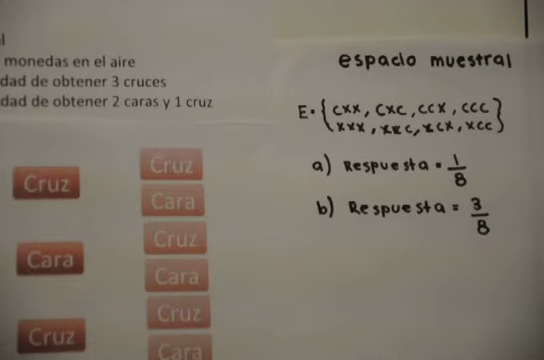 l
monedas en el aire
dad de obtener 3 cruces
dad de obtener 2 caras y 1 cruz
Cruz
Cruz
Cara
Cara
Cruz
Cara
Cruz
Cruz
Cara
espacio muestral
E = {CXX, CXC, CCX, CCC
XXX, XXC, XCX, XCC}
a) Respuesta = 1/8
b) Respuesta = 3/8